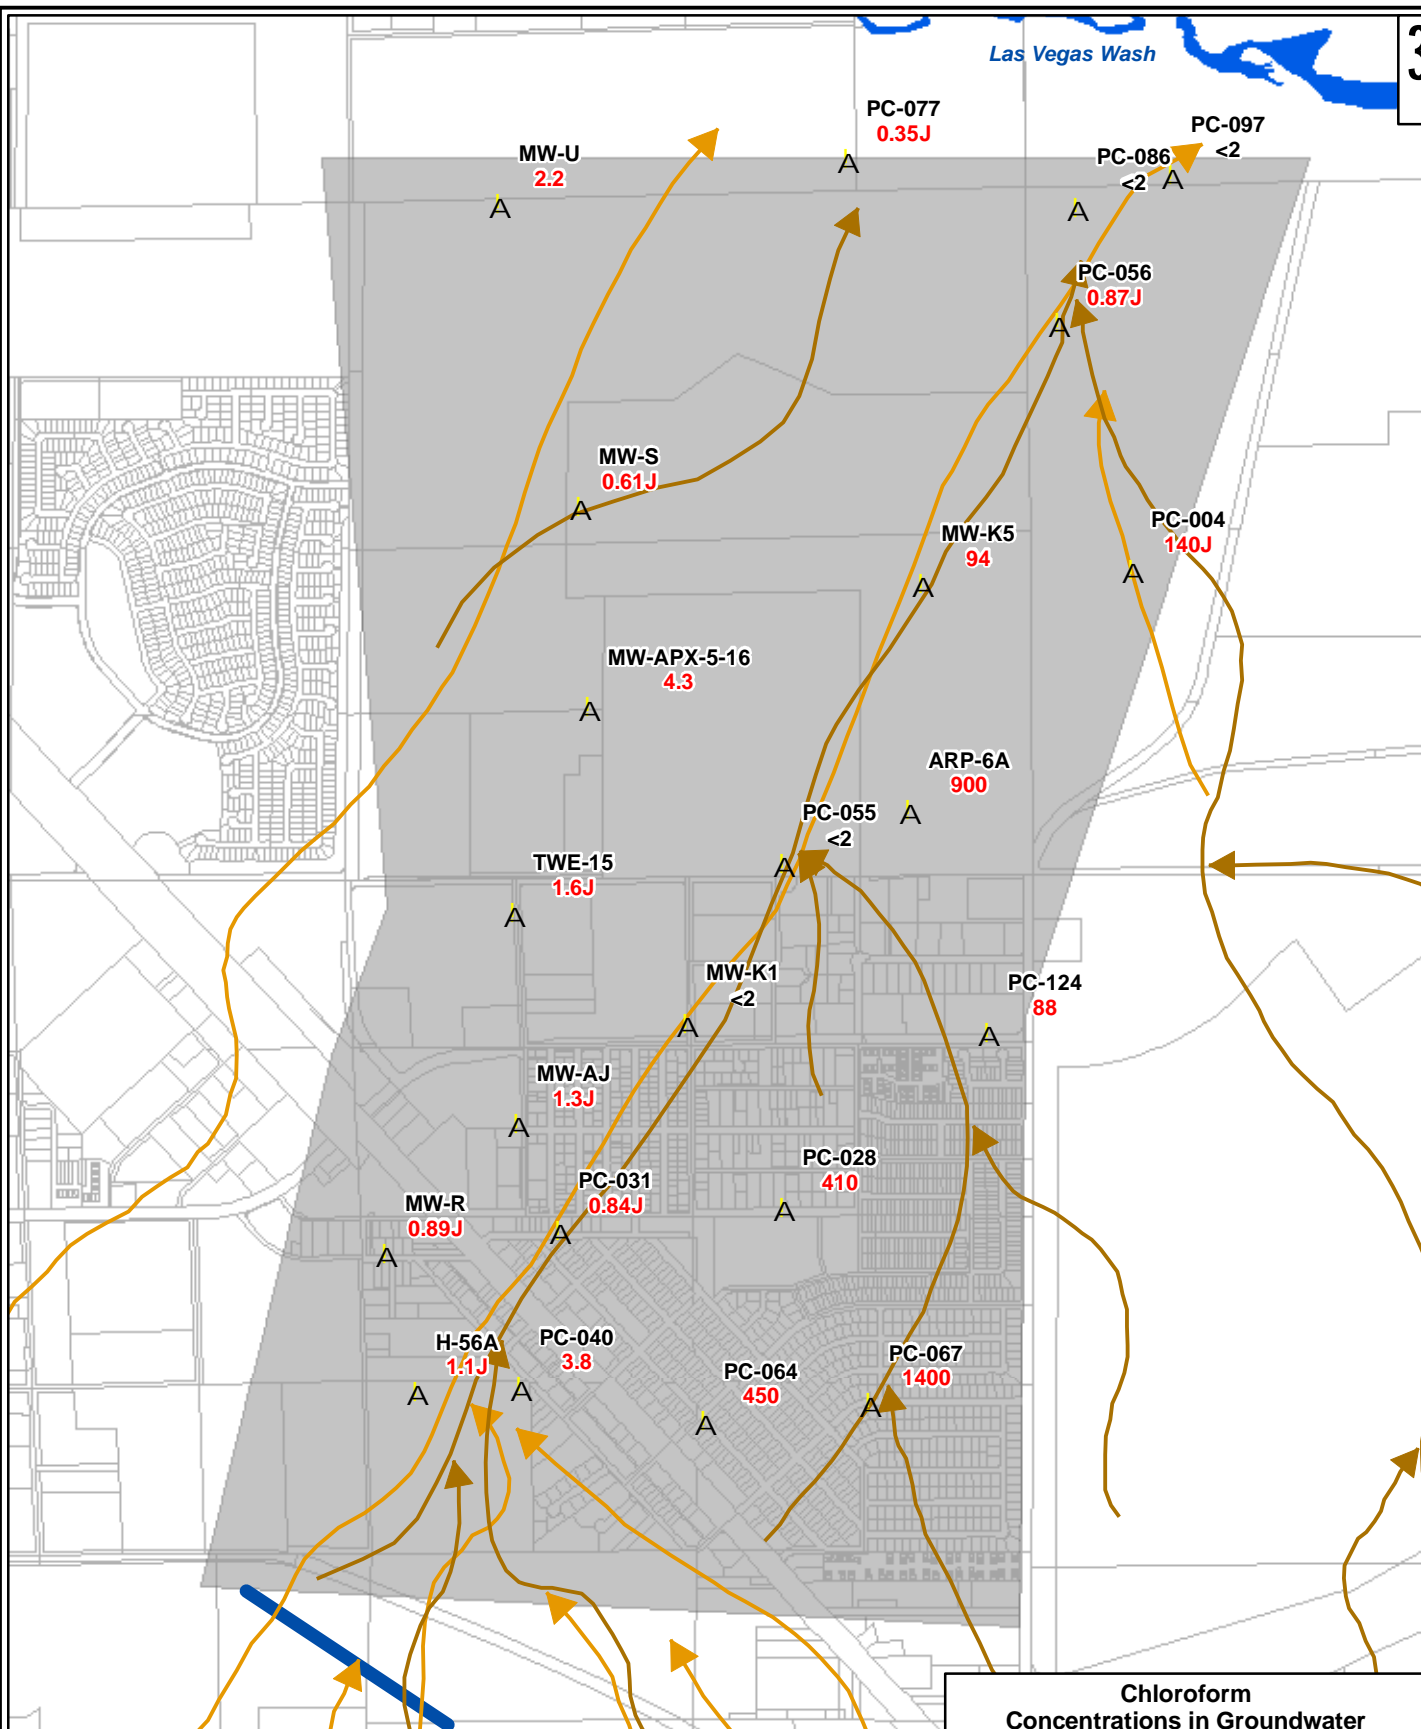 Las Vegas Wash
3
PC-077
0.35J
PC-097
<2
MW-U
2.2
PC-086
<2
A
A
A
A
PC-056
0.87J
A
MW-S
0.61J
A
MW-K5
94
A
PC-004
140J
A
MW-APX-5-16
4.3
A
ARP-6A
900
A
PC-055
<2
A
TWE-15
1.6J
A
MW-K1
<2
A
PC-124
88
A
MW-AJ
1.3J
A
PC-028
410
A
PC-031
0.84J
A
MW-R
0.89J
A
H-56A
1.1J
A
PC-040
3.8
A
PC-064
450
A
PC-067
1400
A
Chloroform
Concentrations in Groundwater